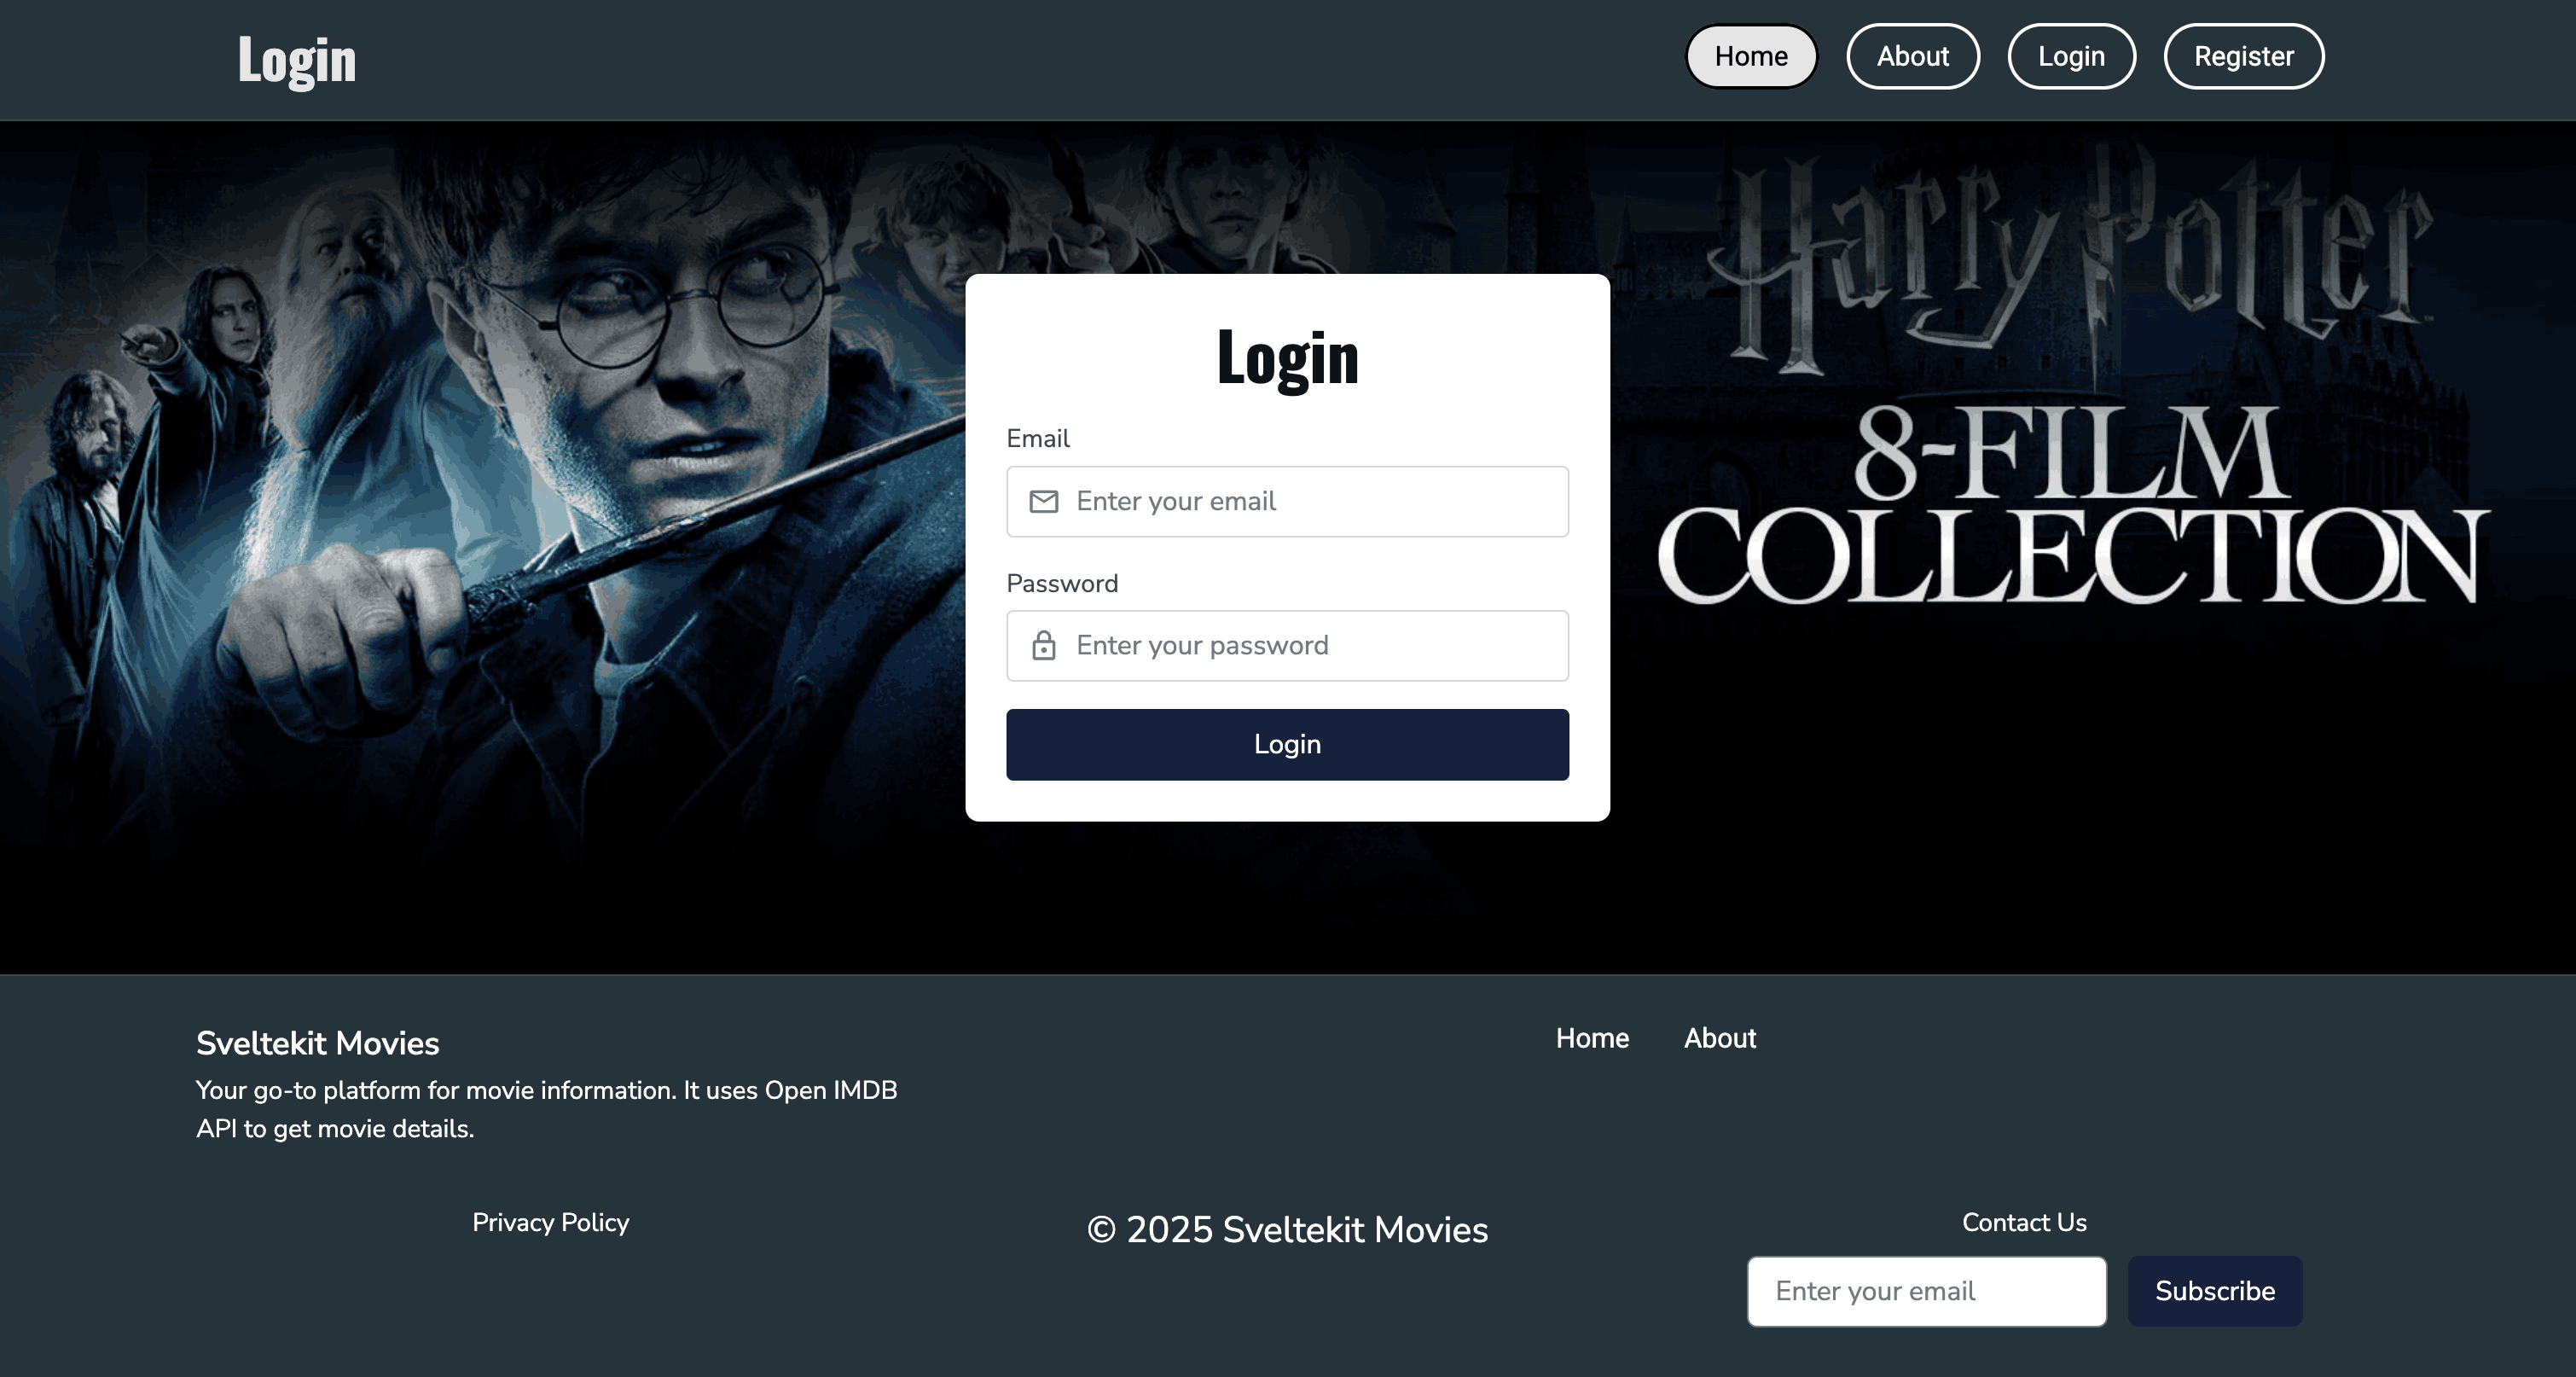 Login
Home
About
Login
Register
Harry Potter
8-FILM
COLLECTION
Login
Email
Enter your email
Password
Enter your password
Login
Sveltekit Movies
Your go-to platform for movie information. It uses Open IMDB
API to get movie details.
Home
About
Privacy Policy
© 2025 Sveltekit Movies
Contact Us
Enter your email
Subscribe